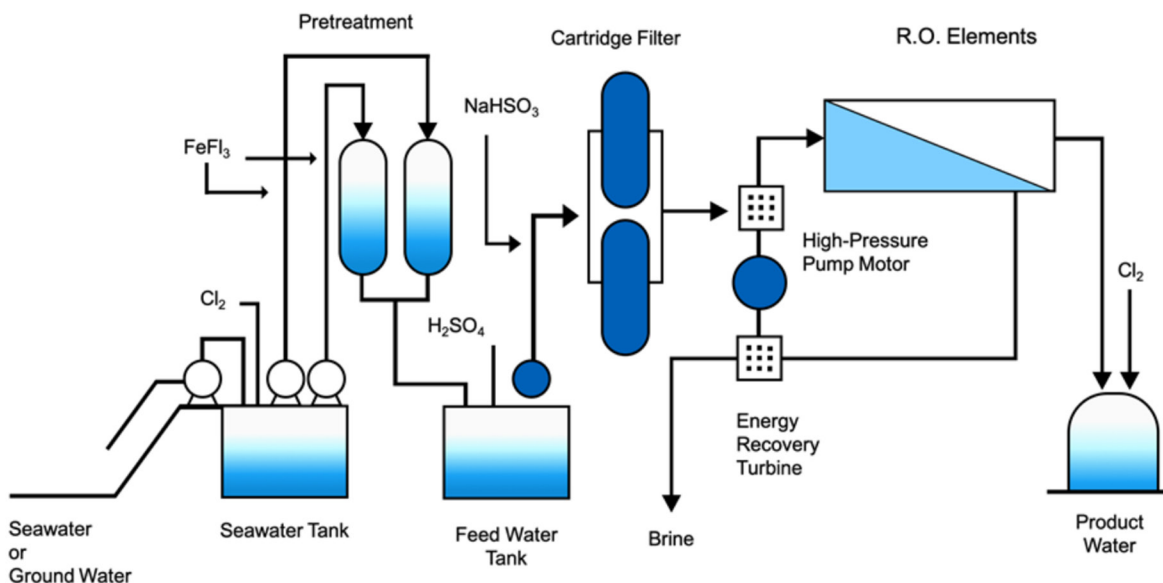 Pretreatment
Cartridge Filter
R.O. Elements
NaHSO₃
FeFl₃
Cl₂
H₂SO₄
High-Pressure
Pump Motor
Cl₂
Energy
Recovery
Turbine
Seawater
or
Ground Water
Seawater Tank
Feed Water
Tank
Brine
Product
Water